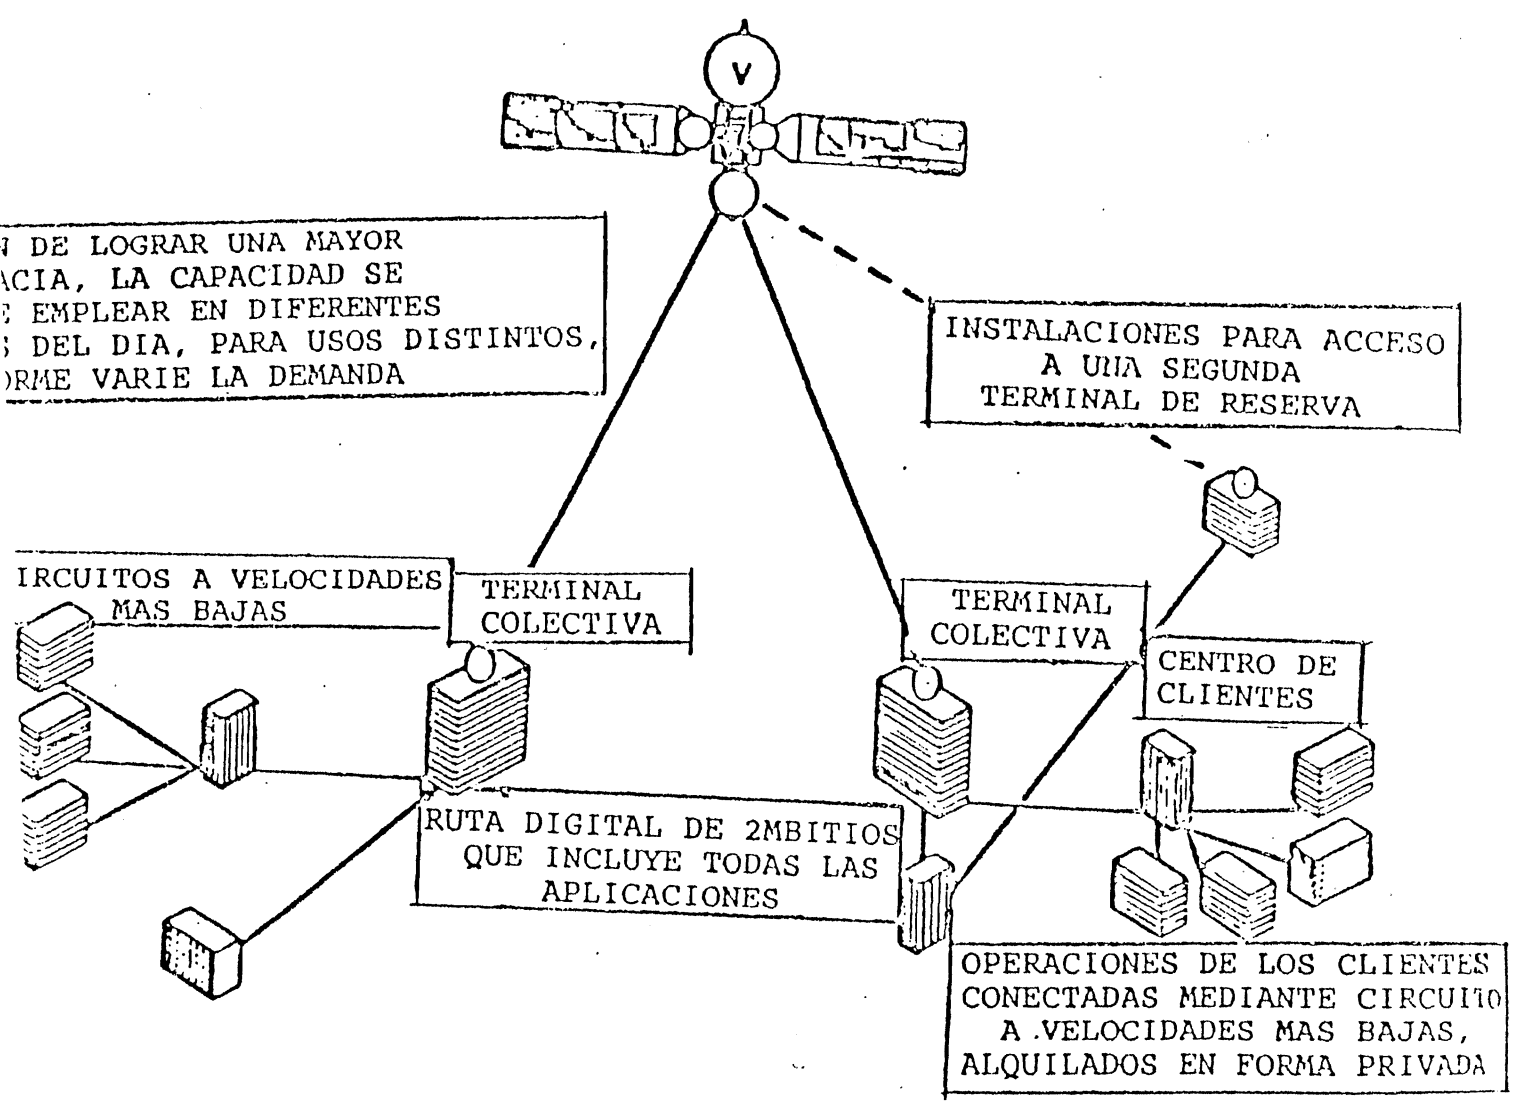 V
N DE LOGRAR UNA MAYOR
ACIA, LA CAPACIDAD SE
E EMPLEAR EN DIFERENTES
S DEL DIA, PARA USOS DISTINTOS,
ORME VARIE LA DEMANDA
INSTALACIONES PARA ACCESO
A UNA SEGUNDA
TERMINAL DE RESERVA
IRCUITOS A VELOCIDADES
MAS BAJAS
TERMINAL
COLECTIVA
TERMINAL
COLECTIVA
CENTRO DE
CLIENTES
RUTA DIGITAL DE 2MBITIOS
QUE INCLUYE TODAS LAS
APLICACIONES
OPERACIONES DE LOS CLIENTES
CONECTADAS MEDIANTE CIRCUITO
A .VELOCIDADES MAS BAJAS,
ALQUILADOS EN FORMA PRIVADA